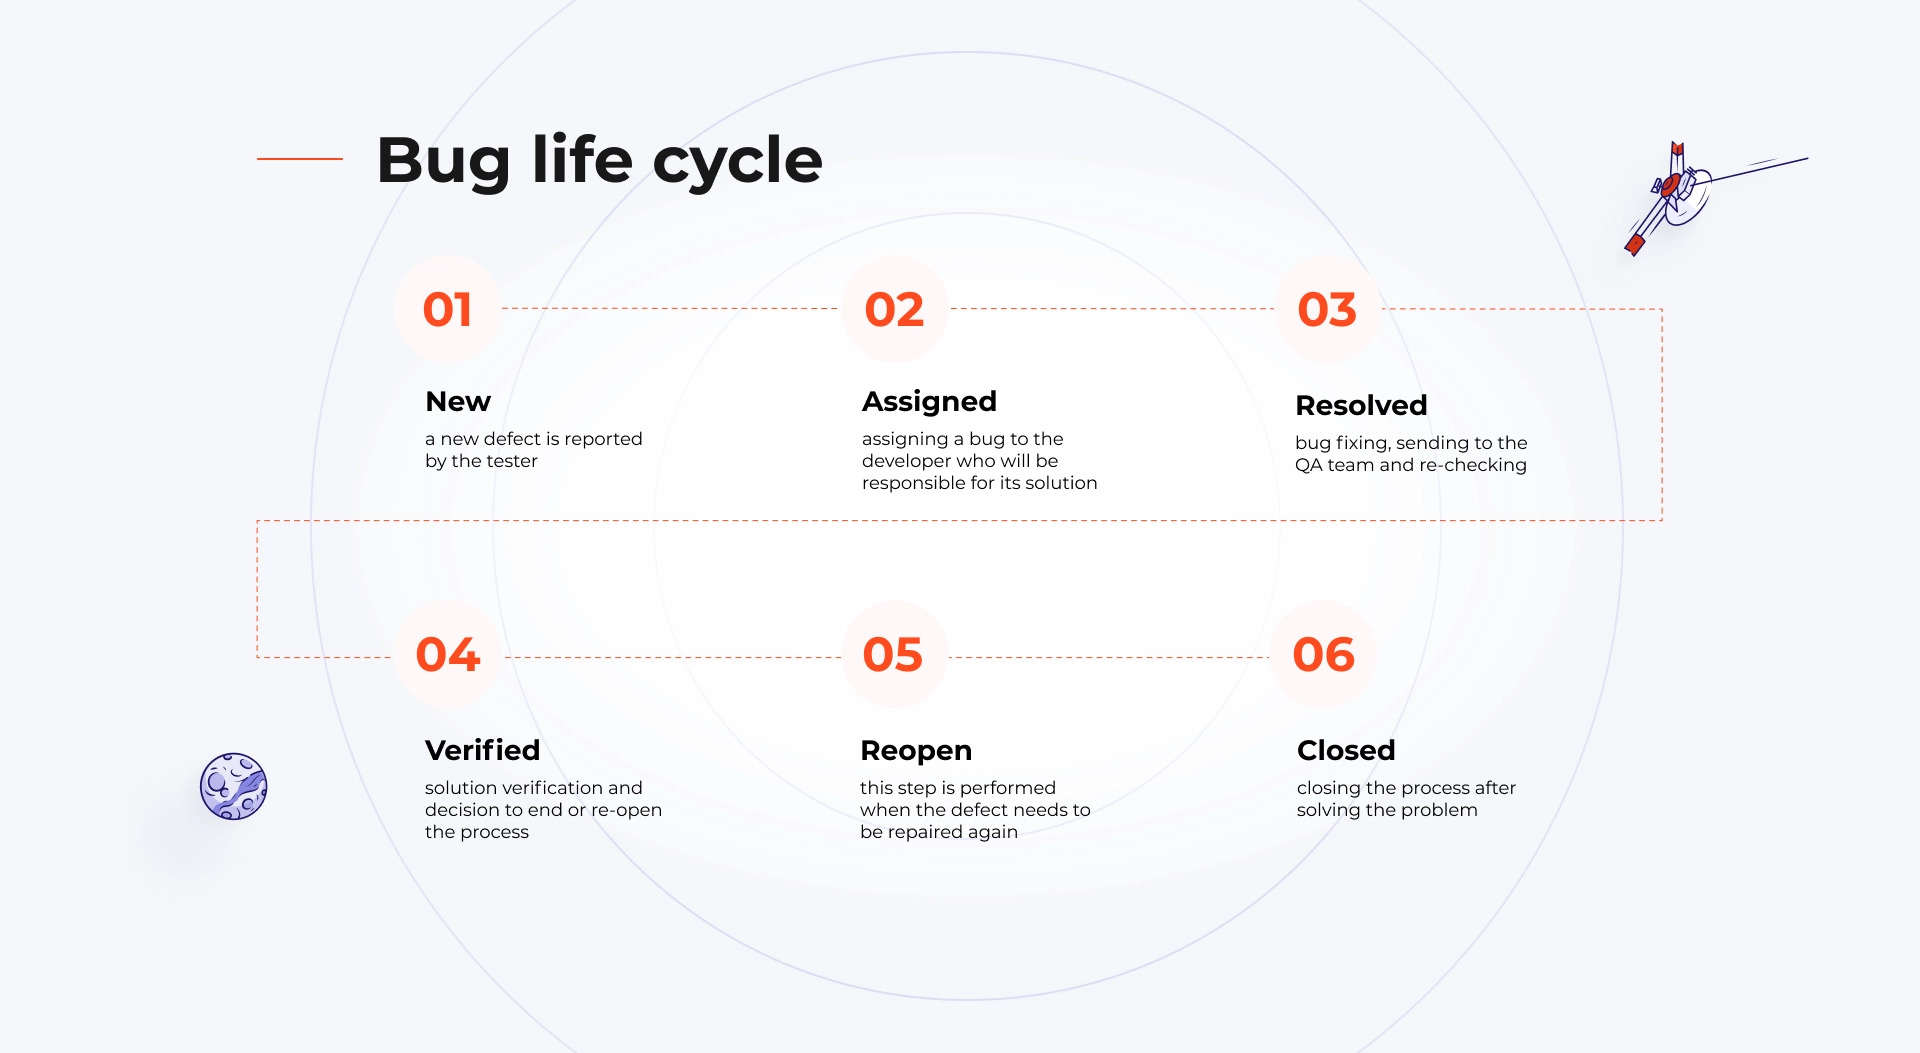 Bug life cycle
01
New
a new defect is reported
by the tester
02
Assigned
assigning a bug to the
developer who will be
responsible for its solution
03
Resolved
bug fixing, sending to the
QA team and re-checking
04
Verified
solution verification and
decision to end or re-open
the process
05
Reopen
this step is performed
when the defect needs to
be repaired again
06
Closed
closing the process after
solving the problem